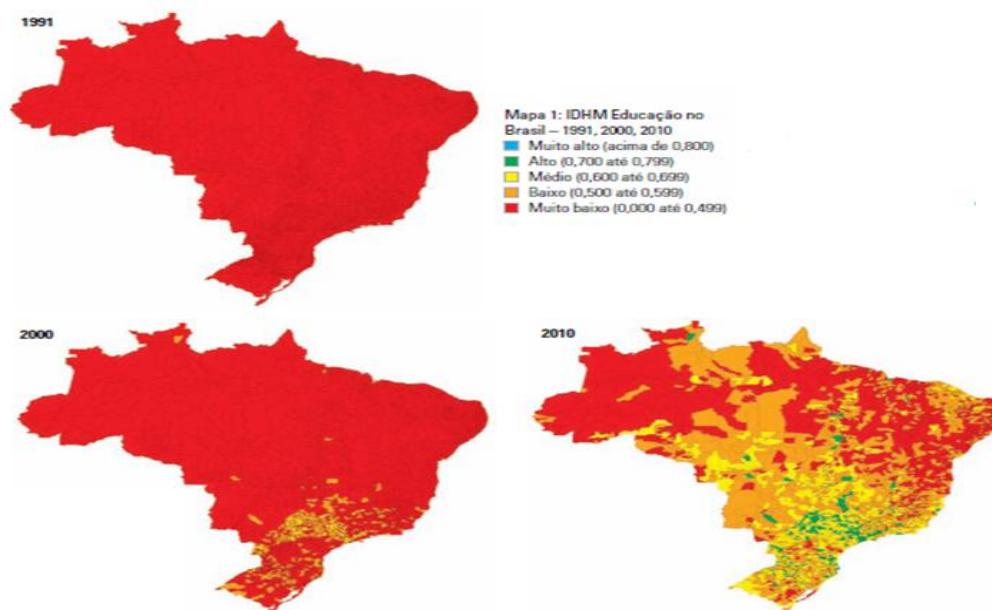 1991
Mapa 1: IDHM Educação no
Brasil – 1991, 2000, 2010
Muito alto (acima de 0,800)
Alto (0,700 até 0,799)
Médio (0,600 até 0,699)
Baixo (0,500 até 0,599)
Muito baixo (0,000 até 0,499)
2000
2010